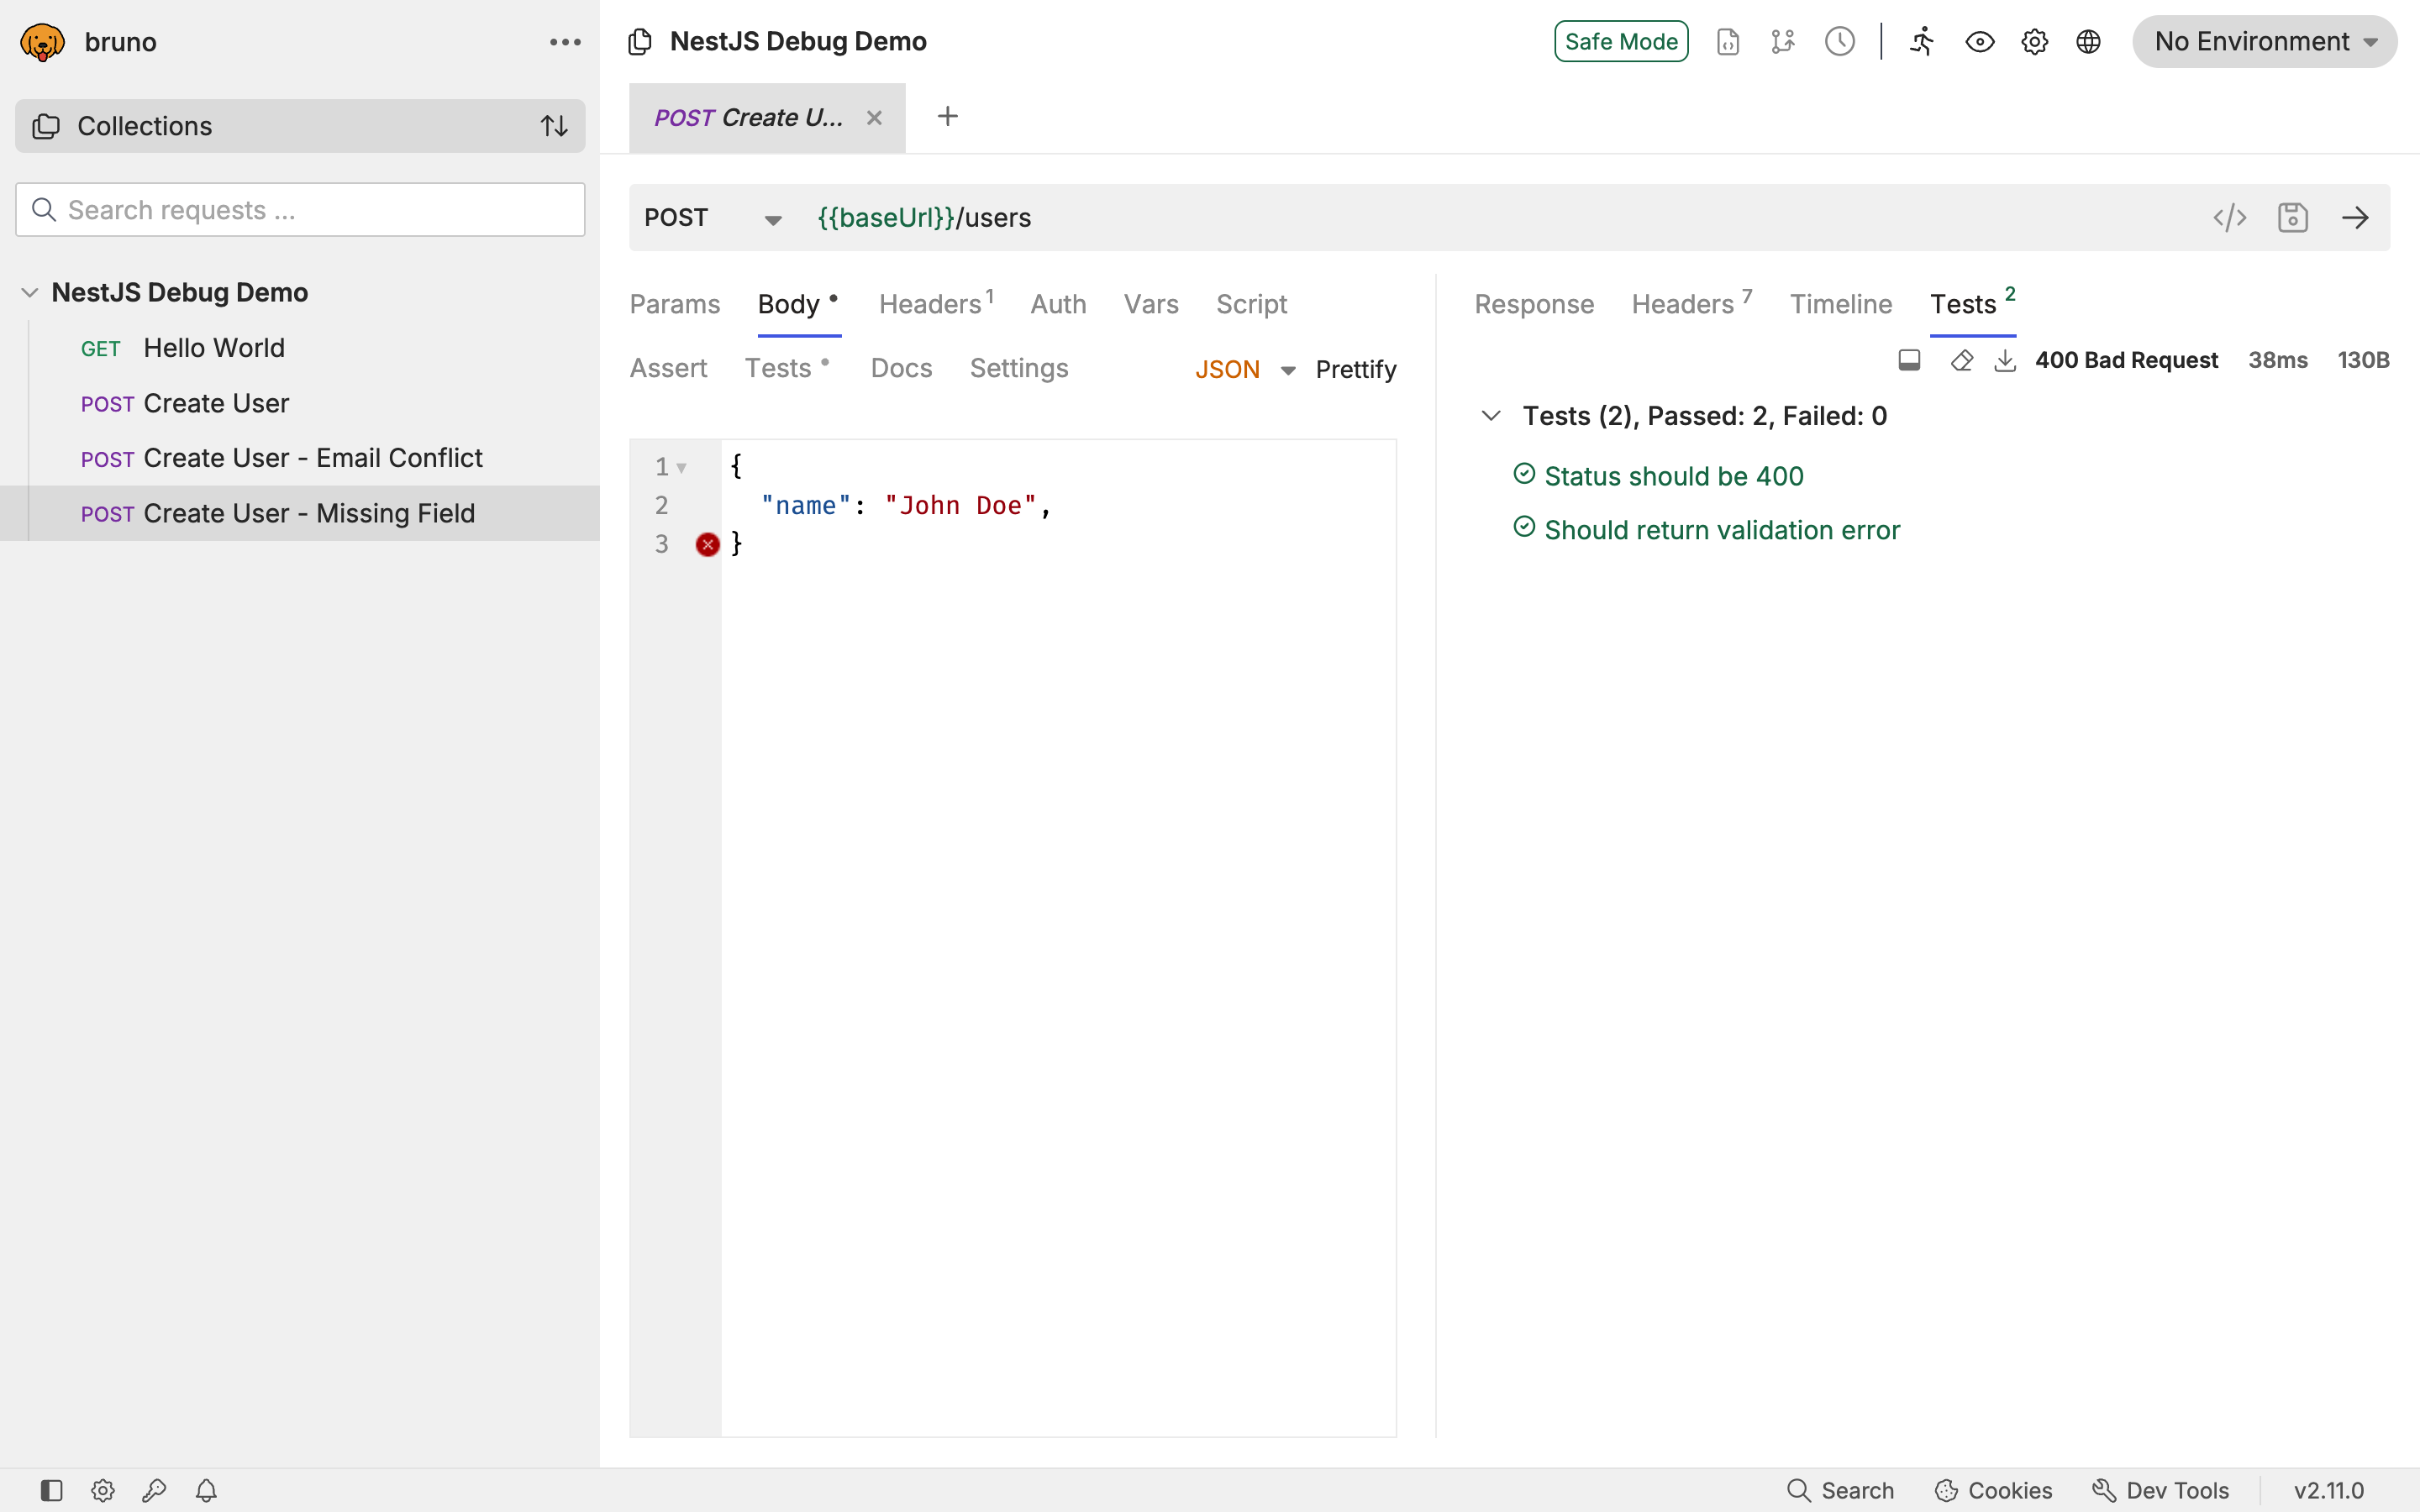 bruno
Collections
Search requests ...
NestJS Debug Demo
GET Hello World
POST Create User
POST Create User - Email Conflict
POST Create User - Missing Field
NestJS Debug Demo
Safe Mode
No Environment
POST Create U...
POST {{baseUrl}}/users
Params Body Headers 1 Auth Vars Script
Assert Tests Docs Settings JSON Prettify
1 {
2 "name": "John Doe",
3 }
Response Headers 7 Timeline Tests 2
400 Bad Request 38ms 130B
Tests (2), Passed: 2, Failed: 0
Status should be 400
Should return validation error
Search Cookies Dev Tools v2.11.0